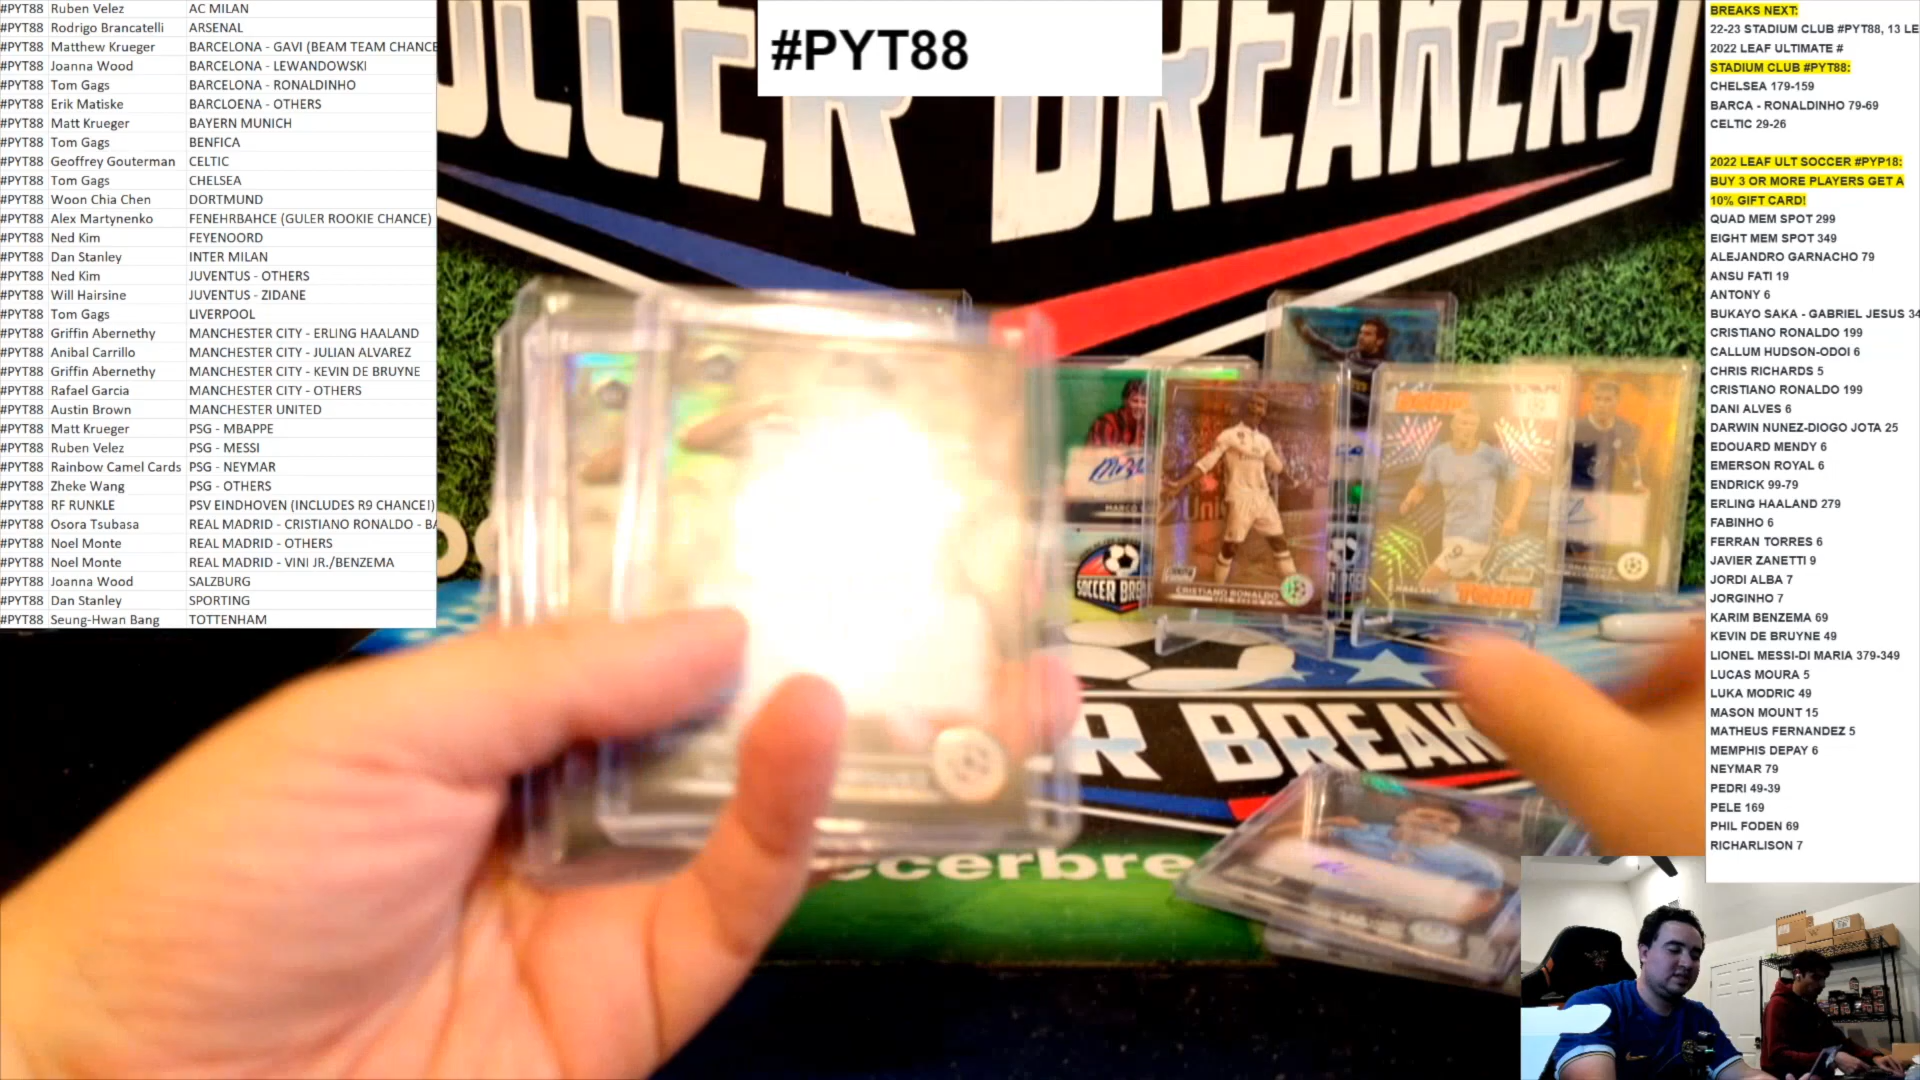 #PYT88 Ruben Velez AC MILAN
#PYT88 Rodrigo Brancatelli ARSENAL
#PYT88 Matthew Krueger BARCELONA - GAVI (BEAM TEAM CHANCE
#PYT88 Joanna Wood BARCELONA - LEWANDOWSKI
#PYT88 Tom Gags BARCELONA - RONALDINHO
#PYT88 Erik Matiske BARCLOENA - OTHERS
#PYT88 Matt Krueger BAYERN MUNICH
#PYT88 Tom Gags BENFICA
#PYT88 Geoffrey Gouterman CELTIC
#PYT88 Tom Gags CHELSEA
#PYT88 Woon Chia Chen DORTMUND
#PYT88 Alex Martynenko FENEHRBAHCE (GULER ROOKIE CHANCE)
#PYT88 Ned Kim FEYENOORD
#PYT88 Dan Stanley INTER MILAN
#PYT88 Ned Kim JUVENTUS - OTHERS
#PYT88 Will Hairsine JUVENTUS - ZIDANE
#PYT88 Tom Gags LIVERPOOL
#PYT88 Griffin Abernethy MANCHESTER CITY - ERLING HAALAND
#PYT88 Anibal Carrillo MANCHESTER CITY - JULIAN ALVAREZ
#PYT88 Griffin Abernethy MANCHESTER CITY - KEVIN DE BRUYNE
#PYT88 Rafael Garcia MANCHESTER CITY - OTHERS
#PYT88 Austin Brown MANCHESTER UNITED
#PYT88 Matt Krueger PSG - MBAPPE
#PYT88 Ruben Velez PSG - MESSI
#PYT88 Rainbow Camel Cards PSG - NEYMAR
#PYT88 Zheke Wang PSG - OTHERS
#PYT88 RF RUNKLE PSV EINDHOVEN (INCLUDES R9 CHANCE!)
#PYT88 Osora Tsubasa REAL MADRID - CRISTIANO RONALDO - BA
#PYT88 Noel Monte REAL MADRID - OTHERS
#PYT88 Noel Monte REAL MADRID - VINI JR./BENZEMA
#PYT88 Joanna Wood SALZBURG
#PYT88 Dan Stanley SPORTING
#PYT88 Seung-Hwan Bang TOTTENHAM
#PYT88
OCCER BREAKERS
SOCCER BRE
CRISTIANO RONALDO
R BREAK
occerbre
BREAKS NEXT:
22-23 STADIUM CLUB #PYT88, 13 LE
2022 LEAF ULTIMATE #
STADIUM CLUB #PYT88:
CHELSEA 179-159
BARCA - RONALDINHO 79-69
CELTIC 29-26
2022 LEAF ULT SOCCER #PYP18:
BUY 3 OR MORE PLAYERS GET A
10% GIFT CARD!
QUAD MEM SPOT 299
EIGHT MEM SPOT 349
ALEJANDRO GARNACHO 79
ANSU FATI 19
ANTONY 6
BUKAYO SAKA - GABRIEL JESUS 34
CRISTIANO RONALDO 199
CALLUM HUDSON-ODOI 6
CHRIS RICHARDS 5
CRISTIANO RONALDO 199
DANI ALVES 6
DARWIN NUNEZ-DIOGO JOTA 25
EDOUARD MENDY 6
EMERSON ROYAL 6
ENDRICK 99-79
ERLING HAALAND 279
FABINHO 6
FERRAN TORRES 6
JAVIER ZANETTI 9
JORDI ALBA 7
JORGINHO 7
KARIM BENZEMA 69
KEVIN DE BRUYNE 49
LIONEL MESSI-DI MARIA 379-349
LUCAS MOURA 5
LUKA MODRIC 49
MASON MOUNT 15
MATHEUS FERNANDEZ 5
MEMPHIS DEPAY 6
NEYMAR 79
PEDRI 49-39
PELE 169
PHIL FODEN 69
RICHARLISON 7